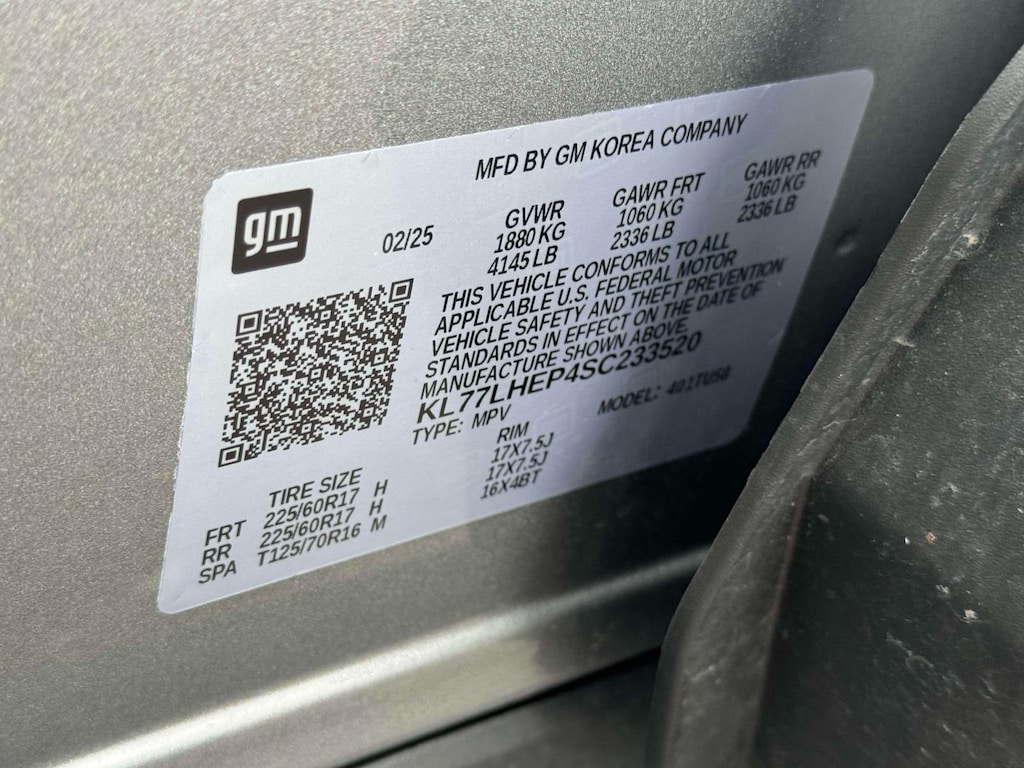 MFD BY GM KOREA COMPANY
gm
02/25
GVWR
1880 KG
4145 LB
GAWR FRT
1060 KG
2336 LB
GAWR RR
1060 KG
2336 LB
THIS VEHICLE CONFORMS TO ALL
APPLICABLE U.S. FEDERAL MOTOR
VEHICLE SAFETY AND THEFT PREVENTION
STANDARDS IN EFFECT ON THE DATE OF
MANUFACTURE SHOWN ABOVE.
KL77LHEP4SC233520
TYPE: MPV
MODEL: 401TU58
TIRE SIZE
RIM
FRT 225/60R17 H 17X7.5J
RR 225/60R17 H 17X7.5J
SPA T125/70R16 M 16X4BT